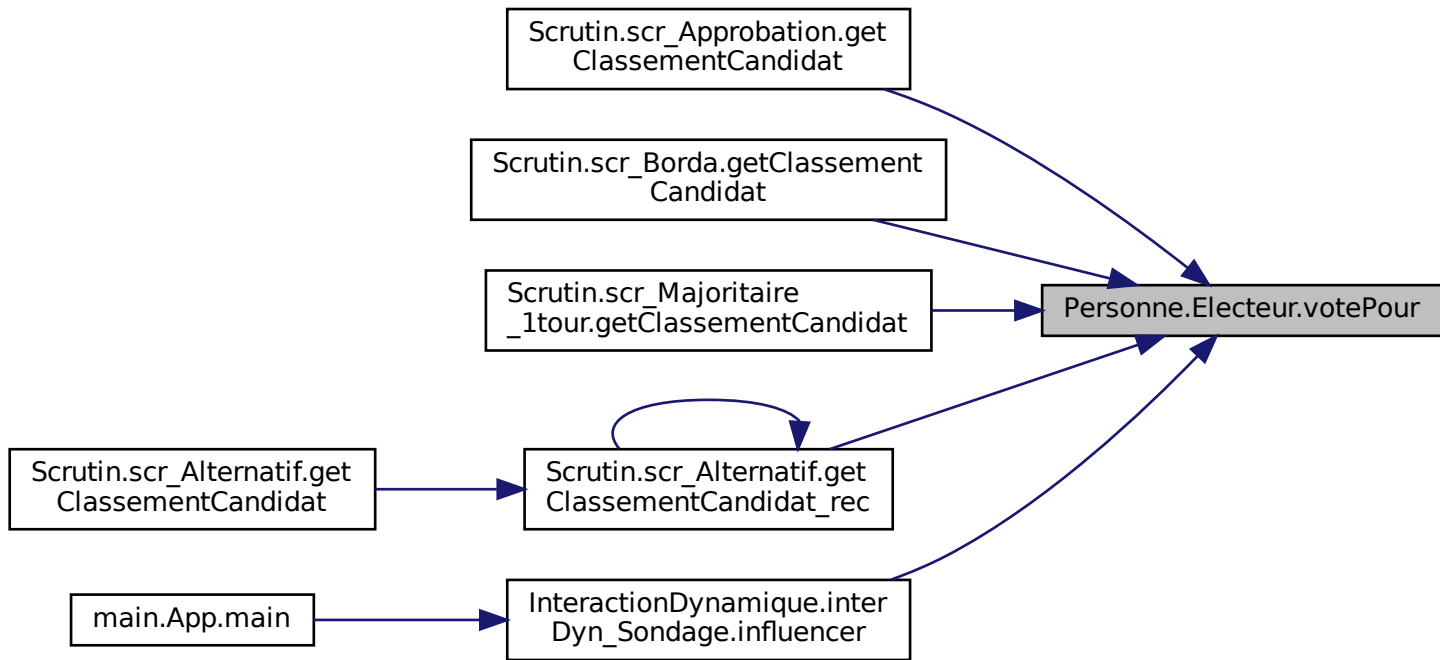 Scrutin.scr_Approbation.get
ClassementCandidat
Scrutin.scr_Borda.getClassement
Candidat
Scrutin.scr_Majoritaire
_1tour.getClassementCandidat
Personne.Electeur.votePour
Scrutin.scr_Alternatif.get
ClassementCandidat
Scrutin.scr_Alternatif.get
ClassementCandidat_rec
main.App.main
InteractionDynamique.inter
Dyn_Sondage.influencer